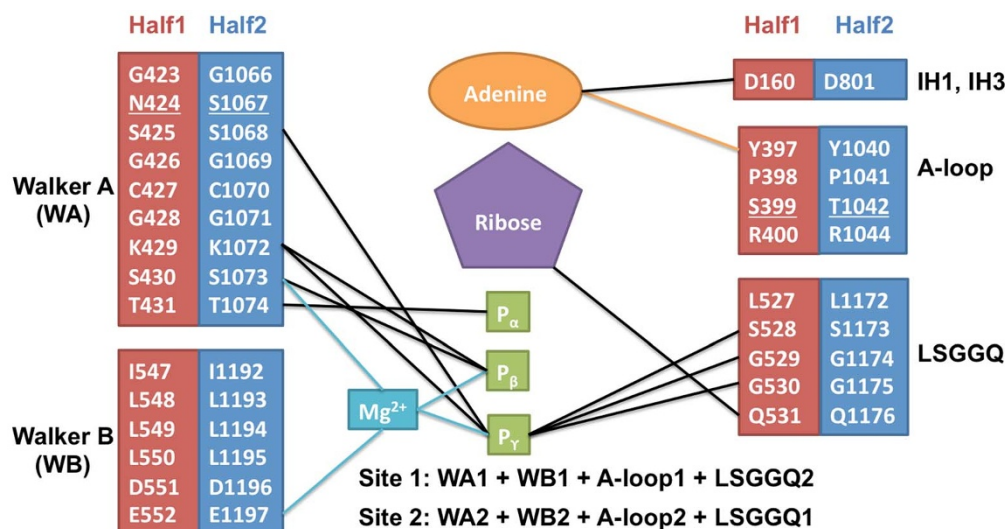 Half1 Half2
Walker A
(WA)
G423 G1066
N424 S1067
S425 S1068
G426 G1069
C427 C1070
G428 G1071
K429 K1072
S430 S1073
T431 T1074
Walker B
(WB)
I547 I1192
L548 L1193
L549 L1194
L550 L1195
D551 D1196
E552 E1197
Adenine
Ribose
Pα
Pβ
Pγ
Mg²⁺
Half1 Half2
D160 D801
IH1, IH3
Y397 Y1040
P398 P1041
S399 T1042
R400 R1044
A-loop
L527 L1172
S528 S1173
G529 G1174
G530 G1175
Q531 Q1176
LSGGQ
Site 1: WA1 + WB1 + A-loop1 + LSGGQ2
Site 2: WA2 + WB2 + A-loop2 + LSGGQ1